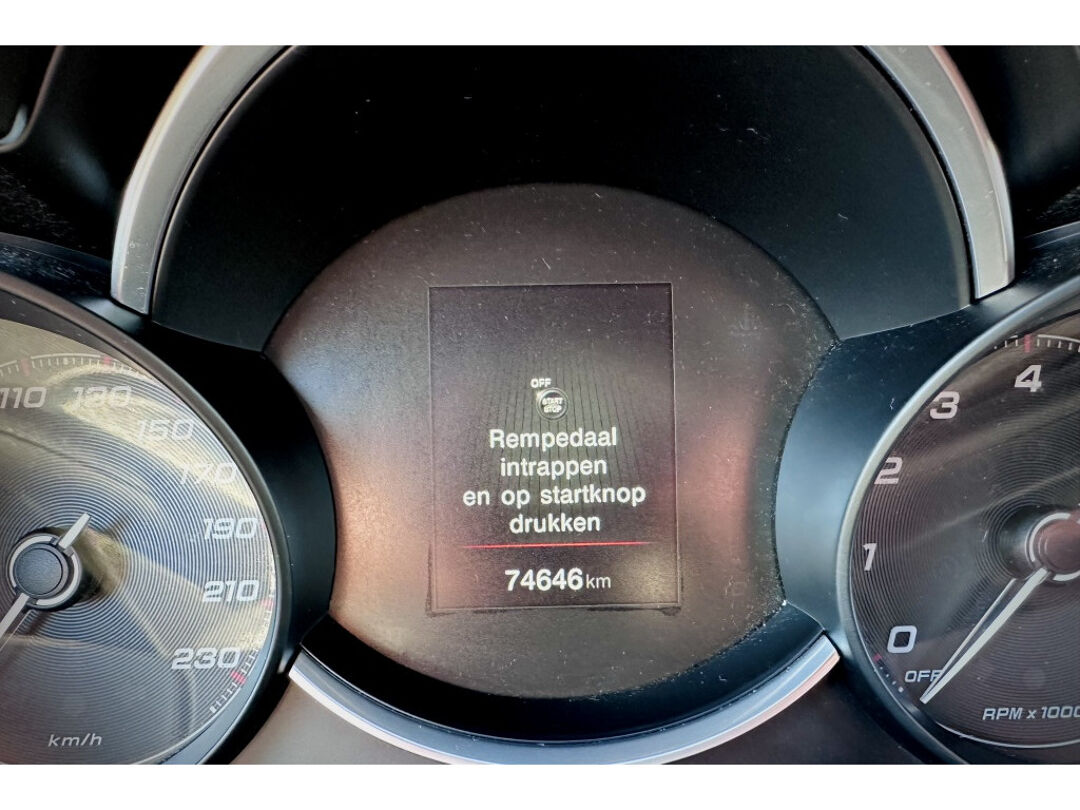 OFF
START
STOP
Rempedaal
intrappen
en op startknop
drukken
74646 km
110
130
150
170
190
210
230
km/h
4
3
2
1
0
OFF
RPM x 1000